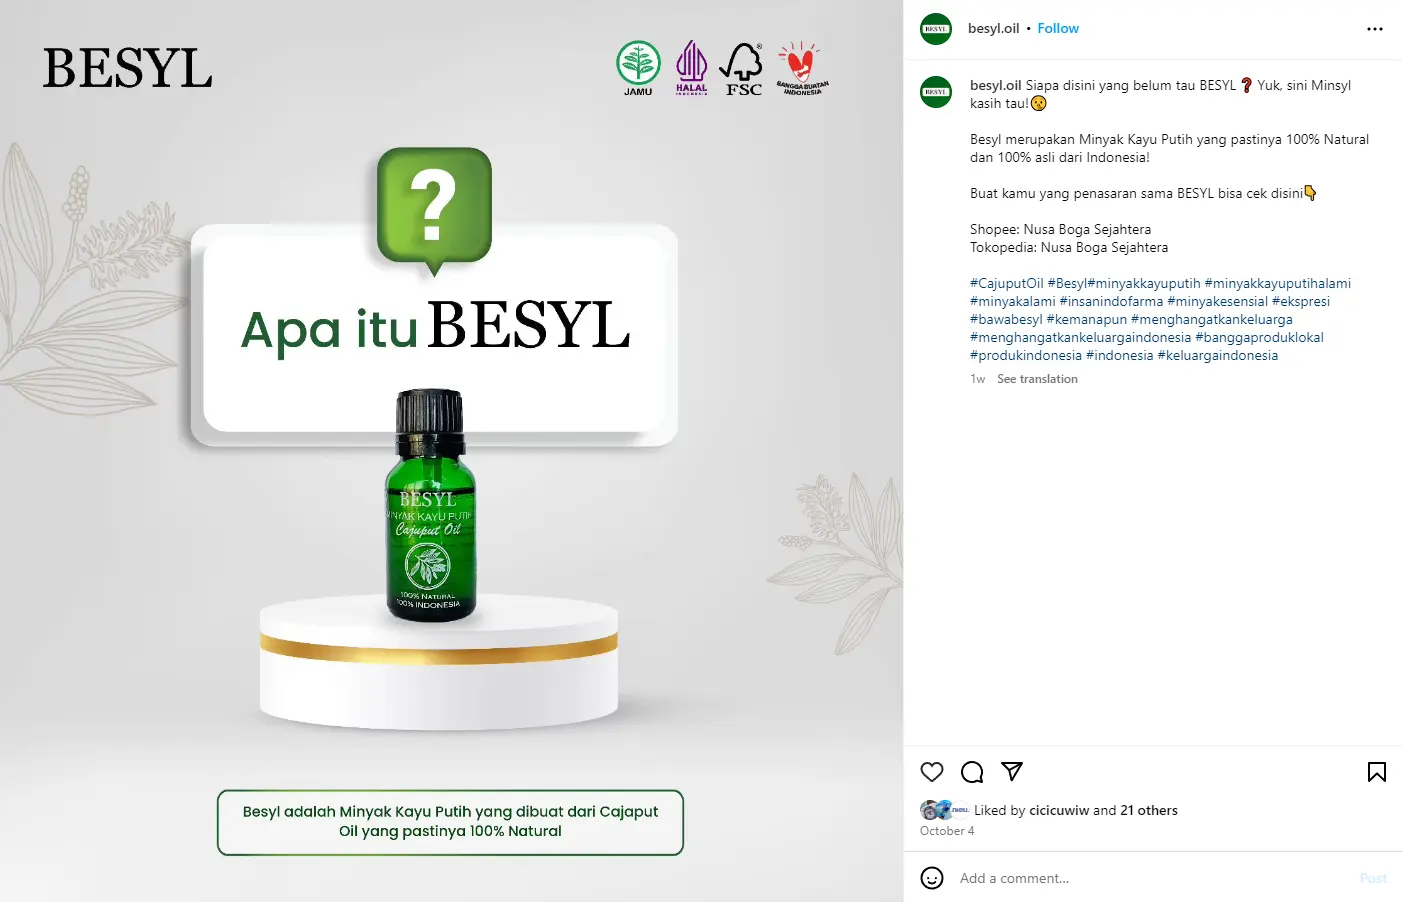 BESYL
JAMU
HALAL
INDONESIA
FSC
®
BANGGA BUATAN
INDONESIA
?
Apa itu BESYL
BESYL
MINYAK KAYU PUTIH
Cajuput Oil
100% NATURAL
100% INDONESIA
Besyl adalah Minyak Kayu Putih yang dibuat dari Cajaput
Oil yang pastinya 100% Natural
BESYL
besyl.oil • Follow
BESYL
besyl.oil Siapa disini yang belum tau BESYL ❓ Yuk, sini Minsyl
kasih tau!🤗
Besyl merupakan Minyak Kayu Putih yang pastinya 100% Natural
dan 100% asli dari Indonesia!
Buat kamu yang penasaran sama BESYL bisa cek disini👇
Shopee: Nusa Boga Sejahtera
Tokopedia: Nusa Boga Sejahtera
#CajuputOil #Besyl#minyakkayuputih #minyakkayuputihalami
#minyakalami #insanindofarma #minyakesensial #ekspresi
#bawabesyl #kemanapun #menghangatkankeluarga
#menghangatkankeluargaindonesia #banggaproduklokal
#produkindonesia #indonesia #keluargaindonesia
1w See translation
Liked by cicicuwiw and 21 others
October 4
Add a comment...
Post